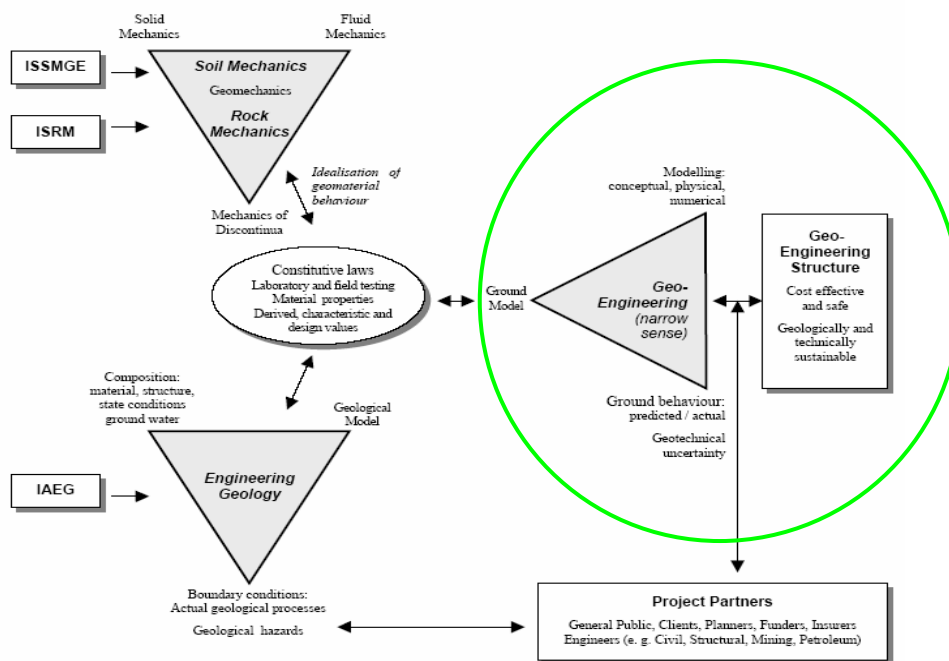 Solid
Mechanics
Fluid
Mechanics
ISSMGE
ISRM
Soil Mechanics
Geomechanics
Rock
Mechanics
Idealisation of
geomaterial
behaviour
Mechanics of
Discontinua
Constitutive laws
Laboratory and field testing
Material properties
Derived, characteristic and
design values
Ground
Model
Modelling:
conceptual, physical,
numerical
Geo-
Engineering
(narrow
sense)
Geo-
Engineering
Structure
Cost effective
and safe
Geologically and
technically
sustainable
Ground behaviour:
predicted / actual
Geotechnical
uncertainty
Composition:
material, structure,
state conditions
ground water
Geological
Model
IAEG
Engineering
Geology
Boundary conditions:
Actual geological processes
Geological hazards
Project Partners
General Public, Clients, Planners, Funders, Insurers
Engineers (e. g. Civil, Structural, Mining, Petroleum)